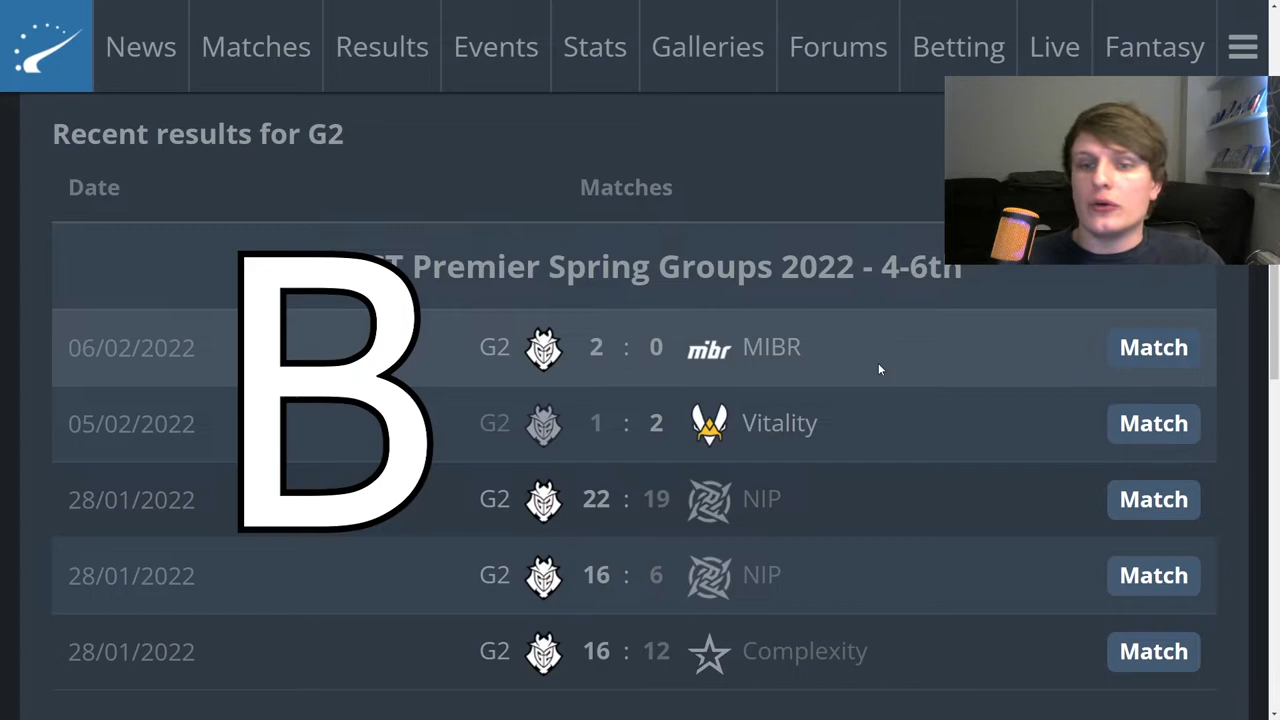 News Matches Results Events Stats Galleries Forums Betting Live Fantasy
Recent results for G2
Date Matches
Premier Spring Groups 2022 - 4-6th
B
06/02/2022 G2 2 : 0 mibr MIBR Match
05/02/2022 G2 1 : 2 Vitality Match
28/01/2022 G2 22 : 19 NIP Match
28/01/2022 G2 16 : 6 NIP Match
28/01/2022 G2 16 : 12 Complexity Match